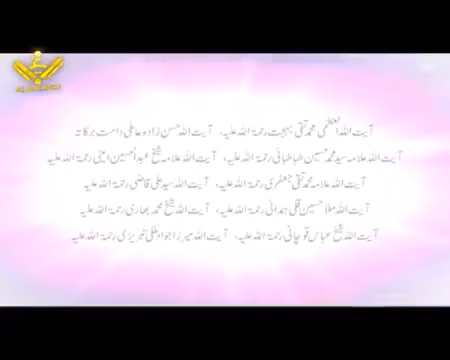 آیت اللہ العظمی محمد تقی بہجت رحمۃ اللہ علیہ، آیت اللہ حسن زادہ عاملی دامت برکاتہ
آیت اللہ علامہ سید محمد حسین طباطبائی رحمۃ اللہ علیہ، آیت اللہ علامہ شیخ عبدالحسین امینی رحمۃ اللہ علیہ
آیت اللہ علامہ محمد تقی جعفری رحمۃ اللہ علیہ، آیت اللہ سید علی قاضی رحمۃ اللہ علیہ
آیت اللہ ملا حسین قلی ہمدانی رحمۃ اللہ علیہ، آیت اللہ شیخ محمد بھاری رحمۃ اللہ علیہ
آیت اللہ شیخ عباس قوچانی رحمۃ اللہ علیہ، آیت اللہ میرزا جواد ملکی تبریزی رحمۃ اللہ علیہ